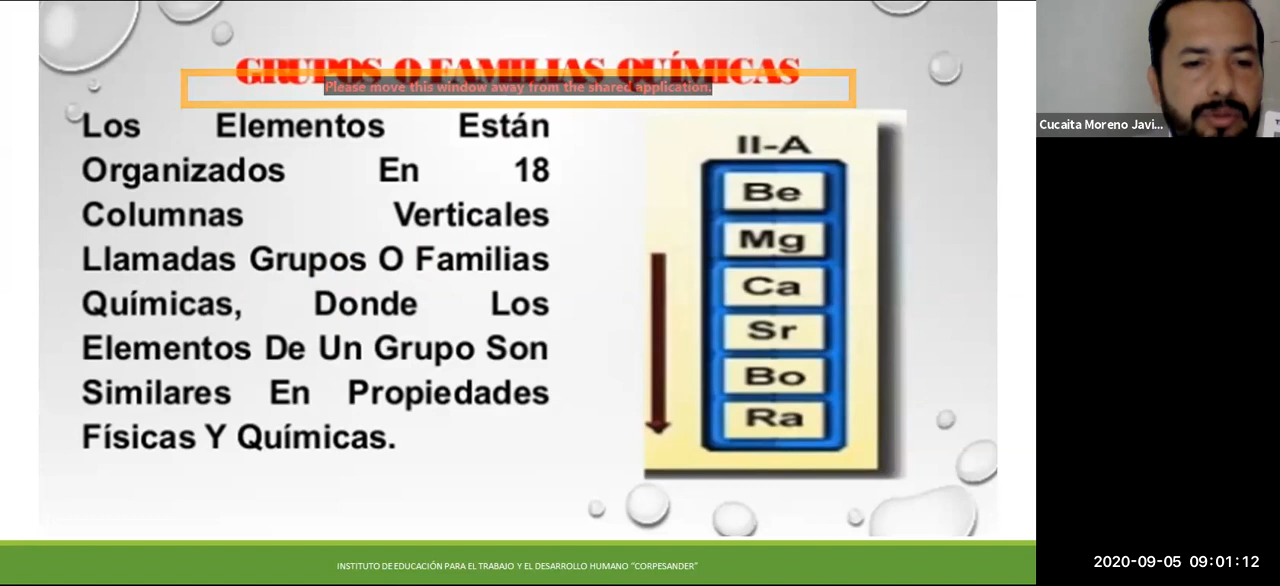 GRUPOS O FAMILIAS QUÍMICAS
Please move this window away from the shared application.
Los Elementos Están
Organizados En 18
Columnas Verticales
Llamadas Grupos O Familias
Químicas, Donde Los
Elementos De Un Grupo Son
Similares En Propiedades
Físicas Y Químicas.
II-A
Be
Mg
Ca
Sr
Bo
Ra
Cucaita Moreno Javi...
INSTITUTO DE EDUCACIÓN PARA EL TRABAJO Y EL DESARROLLO HUMANO "CORPESANDER"
2020-09-05 09:01:12